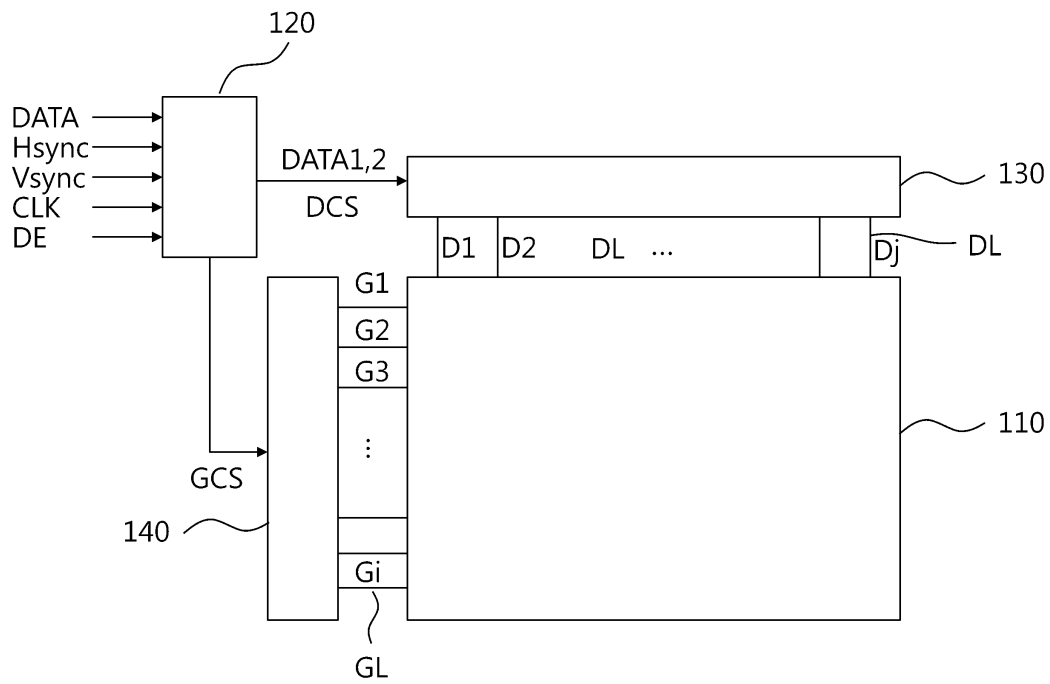 120
DATA
Hsync
Vsync
CLK
DE
DATA1,2
DCS
130
D1 D2 DL ... Dj DL
G1
G2
G3
...
110
GCS
140
Gi
GL